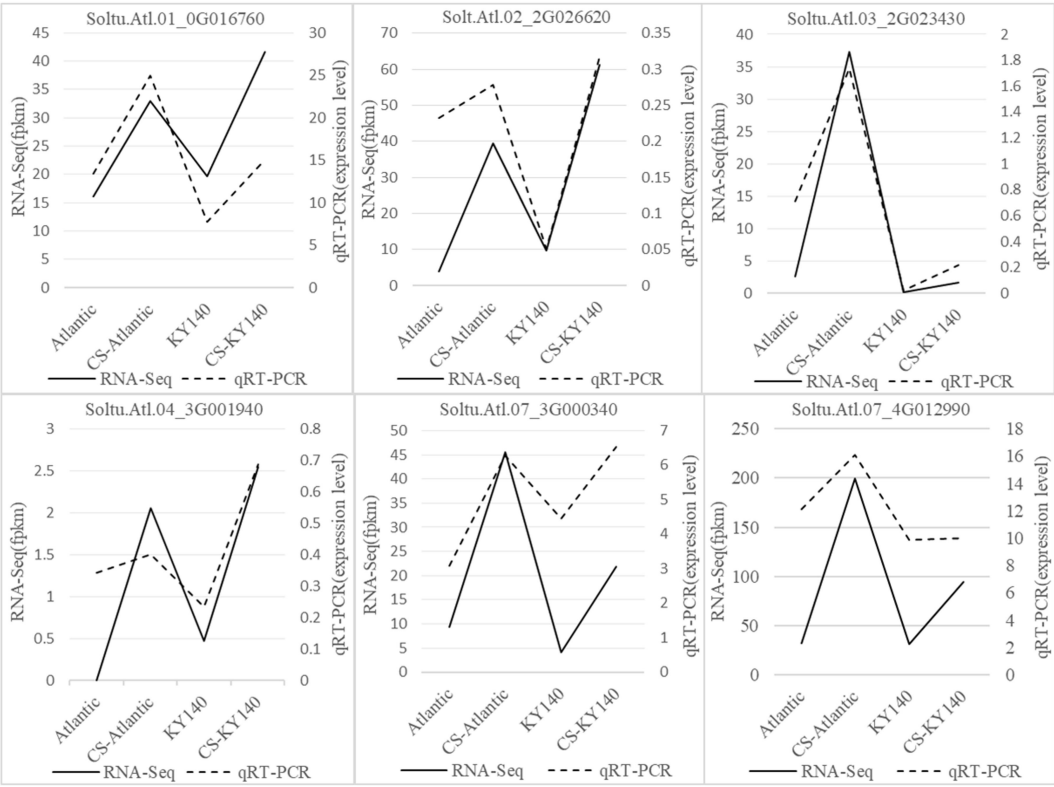 Soltu.Atl.01_0G016760
RNA-Seq(fpkm)
45
40
35
30
25
20
15
10
5
0
30
25
20
15
10
5
0
qRT-PCR(expression level)
Atlantic
CS-Atlantic
KY140
CS-KY140
RNA-Seq
qRT-PCR
Solt.Atl.02_2G026620
RNA-Seq(fpkm)
70
60
50
40
30
20
10
0
0.35
0.3
0.25
0.2
0.15
0.1
0.05
0
qRT-PCR(expression level)
Atlantic
CS-Atlantic
KY140
CS-KY140
RNA-Seq
qRT-PCR
Soltu.Atl.03_2G023430
RNA-Seq(fpkm)
40
35
30
25
20
15
10
5
0
2
1.8
1.6
1.4
1.2
1
0.8
0.6
0.4
0.2
0
qRT-PCR(expression level)
Atlantic
CS-Atlantic
KY140
CS-KY140
RNA-Seq
qRT-PCR
Soltu.Atl.04_3G001940
RNA-Seq(fpkm)
3
2.5
2
1.5
1
0.5
0
0.8
0.7
0.6
0.5
0.4
0.3
0.2
0.1
0
qRT-PCR(expression level)
Atlantic
CS-Atlantic
KY140
CS-KY140
RNA-Seq
qRT-PCR
Soltu.Atl.07_3G000340
RNA-Seq(fpkm)
50
45
40
35
30
25
20
15
10
5
0
7
6
5
4
3
2
1
0
qRT-PCR(expression level)
Atlantic
CS-Atlantic
KY140
CS-KY140
RNA-Seq
qRT-PCR
Soltu.Atl.07_4G012990
RNA-Seq(fpkm)
250
200
150
100
50
0
18
16
14
12
10
8
6
4
2
0
qRT-PCR(expression level)
Atlantic
CS-Atlantic
KY140
CS-KY140
RNA-Seq
qRT-PCR